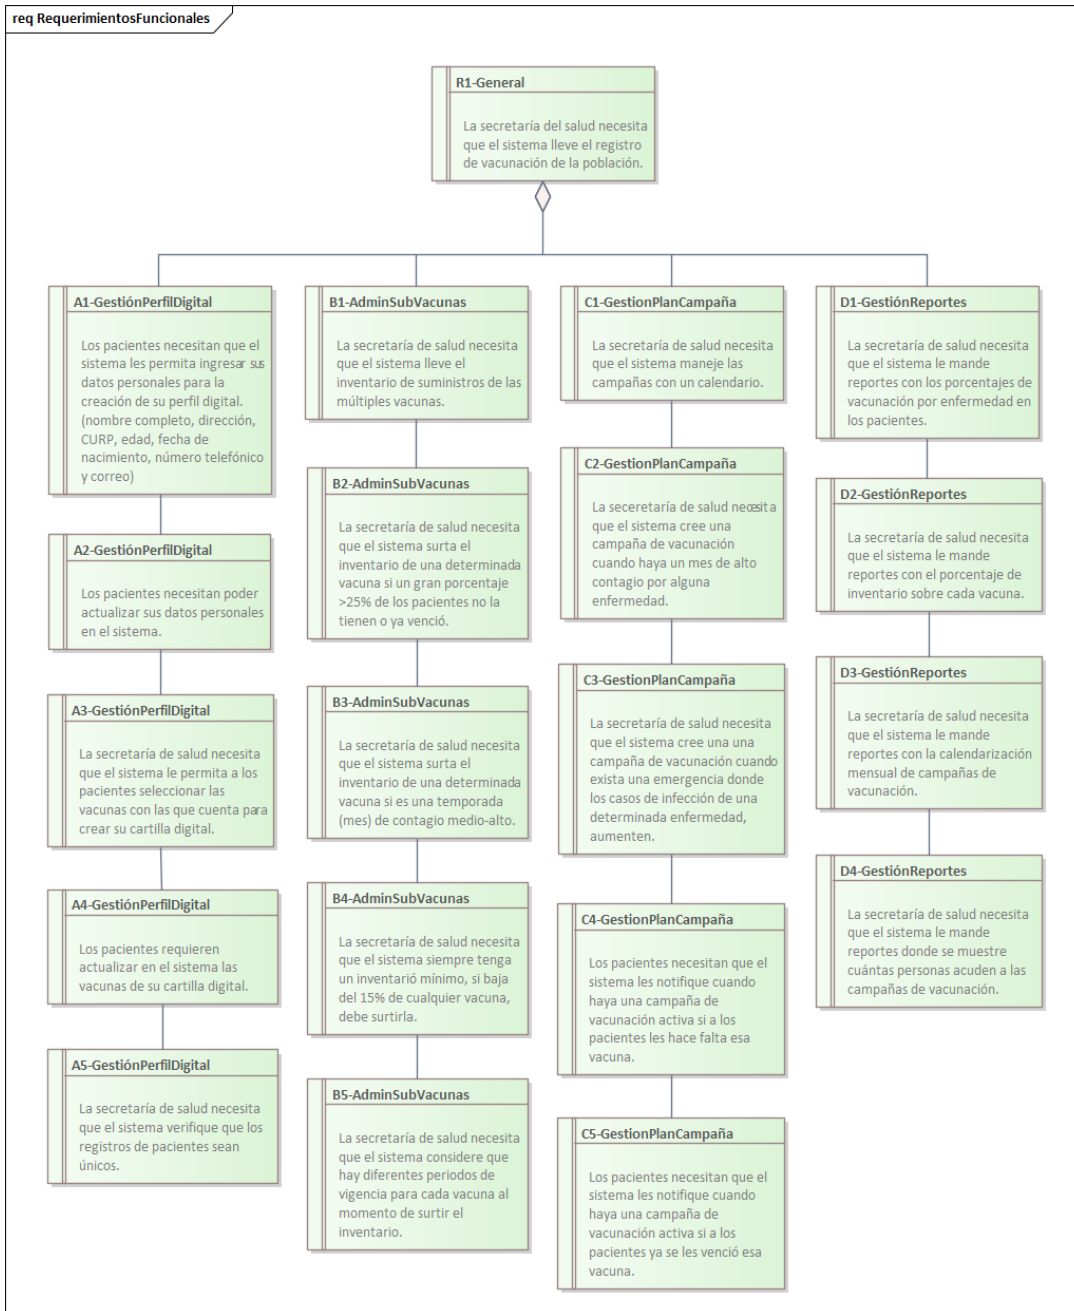 req RequerimientosFuncionales
R1-General
La secretaría del salud necesita
que el sistema lleve el registro
de vacunación de la población.
A1-GestiónPerfilDigital
Los pacientes necesitan que el
sistema les permita ingresar sus
datos personales para la
creación de su perfil digital.
(nombre completo, dirección,
CURP, edad, fecha de
nacimiento, número telefónico
y correo)
A2-GestiónPerfilDigital
Los pacientes necesitan poder
actualizar sus datos personales
en el sistema.
A3-GestiónPerfilDigital
La secretaría de salud necesita
que el sistema le permita a los
pacientes seleccionar las
vacunas con las que cuenta para
crear su cartilla digital.
A4-GestiónPerfilDigital
Los pacientes requieren
actualizar en el sistema las
vacunas de su cartilla digital.
A5-GestiónPerfilDigital
La secretaría de salud necesita
que el sistema verifique que los
registros de pacientes sean
únicos.
B1-AdminSubVacunas
La secretaría de salud necesita
que el sistema lleve el
inventario de suministros de las
múltiples vacunas.
B2-AdminSubVacunas
La secretaría de salud necesita
que el sistema surta el
inventario de una determinada
vacuna si un gran porcentaje
>25% de los pacientes no la
tienen o ya venció.
B3-AdminSubVacunas
La secretaría de salud necesita
que el sistema surta el
inventario de una determinada
vacuna si es una temporada
(mes) de contagio medio-alto.
B4-AdminSubVacunas
La secretaría de salud necesita
que el sistema siempre tenga
un inventarió mínimo, si baja
del 15% de cualquier vacuna,
debe surtirla.
B5-AdminSubVacunas
La secretaría de salud necesita
que el sistema considere que
hay diferentes periodos de
vigencia para cada vacuna al
momento de surtir el
inventario.
C1-GestionPlanCampaña
La secretaría de salud necesita
que el sistema maneje las
campañas con un calendario.
C2-GestionPlanCampaña
La seceretaría de salud necesita
que el sistema cree una
campaña de vacunación
cuando haya un mes de alto
contagio por alguna
enfermedad.
C3-GestionPlanCampaña
La secretaría de salud necesita
que el sistema cree una una
campaña de vacunación cuando
exista una emergencia donde
los casos de infección de una
determinada enfermedad,
aumenten.
C4-GestionPlanCampaña
Los pacientes necesitan que el
sistema les notifique cuando
haya una campaña de
vacunación activa si a los
pacientes les hace falta esa
vacuna.
C5-GestionPlanCampaña
Los pacientes necesitan que el
sistema les notifique cuando
haya una campaña de
vacunación activa si a los
pacientes ya se les venció esa
vacuna.
D1-GestiónReportes
La secretaría de salud necesita
que el sistema le mande
reportes con los porcentajes de
vacunación por enfermedad en
los pacientes.
D2-GestiónReportes
La secretaría de salud necesita
que el sistema le mande
reportes con el porcentaje de
inventario sobre cada vacuna.
D3-GestiónReportes
La secretaría de salud necesita
que el sistema le mande
reportes con la calendarización
mensual de campañas de
vacunación.
D4-GestiónReportes
La secretaría de salud necesita
que el sistema le mande
reportes donde se muestre
cuántas personas acuden a las
campañas de vacunación.